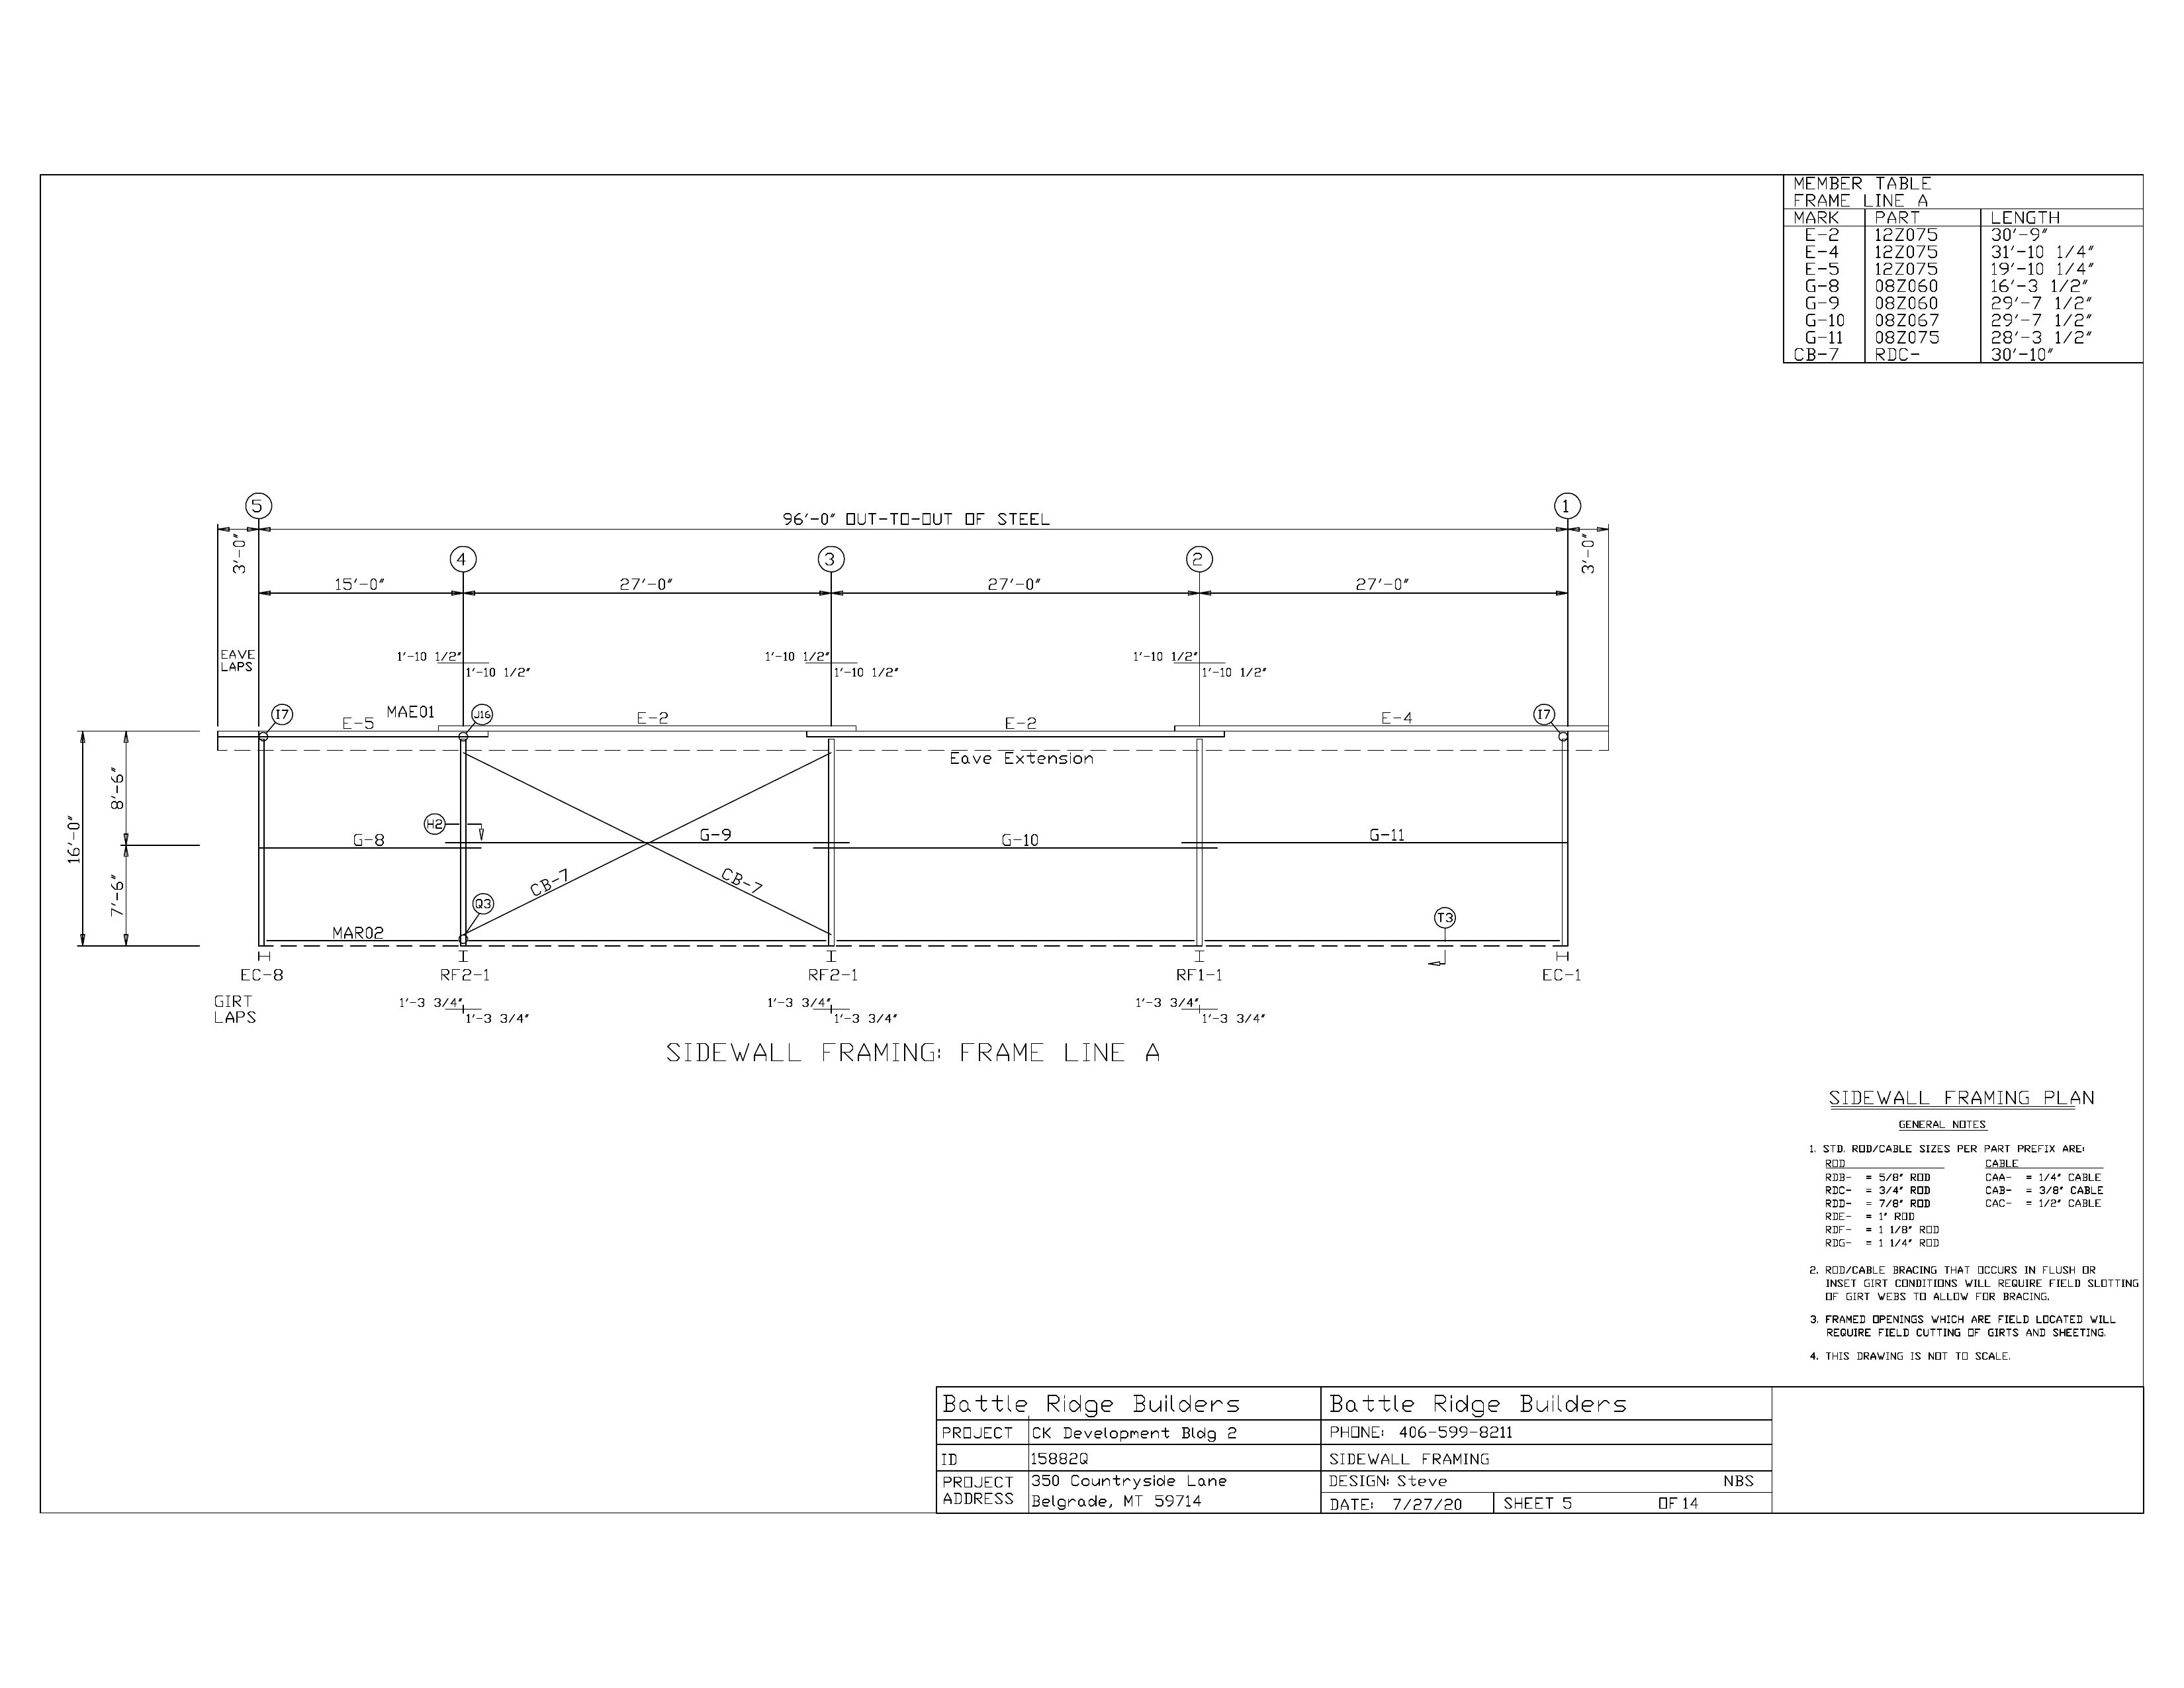 MEMBER TABLE
FRAME LINE A
MARK PART LENGTH
E-2 12Z075 30'-9"
E-4 12Z075 31'-10 1/4"
E-5 12Z075 19'-10 1/4"
G-8 08Z060 16'-3 1/2"
G-9 08Z060 29'-7 1/2"
G-10 08Z067 29'-7 1/2"
G-11 08Z075 28'-3 1/2"
CB-7 RDC- 30'-10"
5 1
96'-0" OUT-TO-OUT OF STEEL
3'-0" 3'-0"
4 3 2
15'-0" 27'-0" 27'-0" 27'-0"
EAVE
LAPS
1'-10 1/2" 1'-10 1/2" 1'-10 1/2"
1'-10 1/2" 1'-10 1/2" 1'-10 1/2"
I7 E-5 MAE01 J16 E-2 E-2 E-4 I7
Eave Extension
16'-0" 8'-6" 7'-6"
H2
G-8 G-9 G-10 G-11
CB-7 CB-7
Q3 T3
MAR02
EC-8 RF2-1 RF2-1 RF1-1 EC-1
GIRT
LAPS
1'-3 3/4" 1'-3 3/4" 1'-3 3/4"
1'-3 3/4" 1'-3 3/4" 1'-3 3/4"
SIDEWALL FRAMING: FRAME LINE A
SIDEWALL FRAMING PLAN
GENERAL NOTES
1. STD. ROD/CABLE SIZES PER PART PREFIX ARE:
ROD CABLE
RDB- = 5/8" ROD CAA- = 1/4" CABLE
RDC- = 3/4" ROD CAB- = 3/8" CABLE
RDD- = 7/8" ROD CAC- = 1/2" CABLE
RDE- = 1" ROD
RDF- = 1 1/8" ROD
RDG- = 1 1/4" ROD
2. ROD/CABLE BRACING THAT OCCURS IN FLUSH OR
INSET GIRT CONDITIONS WILL REQUIRE FIELD SLOTTING
OF GIRT WEBS TO ALLOW FOR BRACING.
3. FRAMED OPENINGS WHICH ARE FIELD LOCATED WILL
REQUIRE FIELD CUTTING OF GIRTS AND SHEETING.
4. THIS DRAWING IS NOT TO SCALE.
Battle Ridge Builders Battle Ridge Builders
PROJECT CK Development Bldg 2 PHONE: 406-599-8211
ID 15882Q SIDEWALL FRAMING
PROJECT 350 Countryside Lane DESIGN: Steve NBS
ADDRESS Belgrade, MT 59714 DATE: 7/27/20 SHEET 5 OF 14